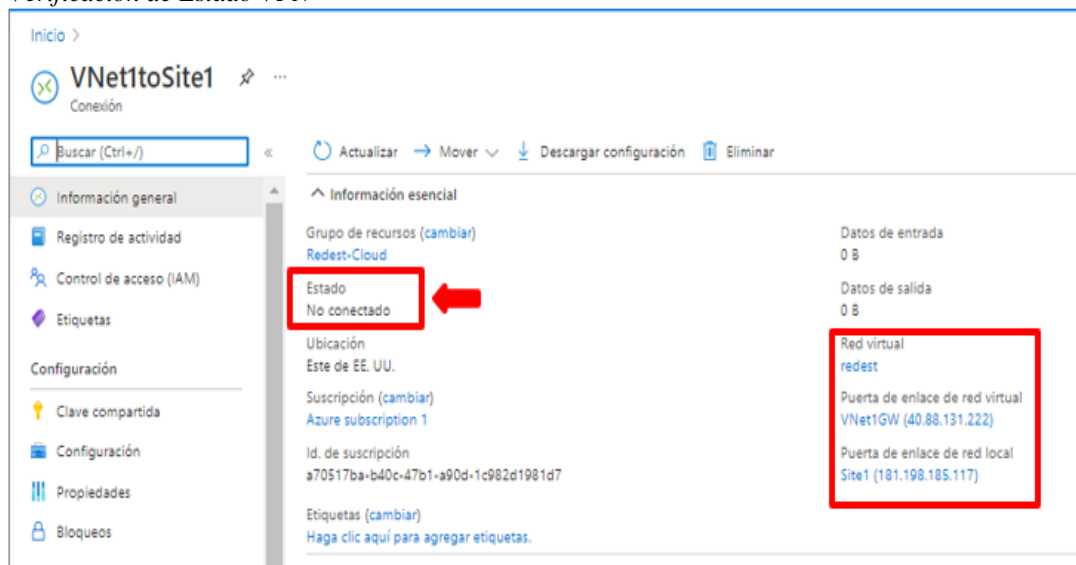 Verificación de Estado VPN
Inicio >
VNet1toSite1 ...
Conexión
Buscar (Ctrl+/) «
Actualizar Mover Descargar configuración Eliminar
Información general
Registro de actividad
Control de acceso (IAM)
Etiquetas
Configuración
Clave compartida
Configuración
Propiedades
Bloqueos
Información esencial
Grupo de recursos (cambiar)
Redest-Cloud
Estado
No conectado
Ubicación
Este de EE. UU.
Suscripción (cambiar)
Azure subscription 1
Id. de suscripción
a70517ba-b40c-47b1-a90d-1c982d1981d7
Etiquetas (cambiar)
Haga clic aquí para agregar etiquetas.
Datos de entrada
0 B
Datos de salida
0 B
Red virtual
redest
Puerta de enlace de red virtual
VNet1GW (40.88.131.222)
Puerta de enlace de red local
Site1 (181.198.185.117)